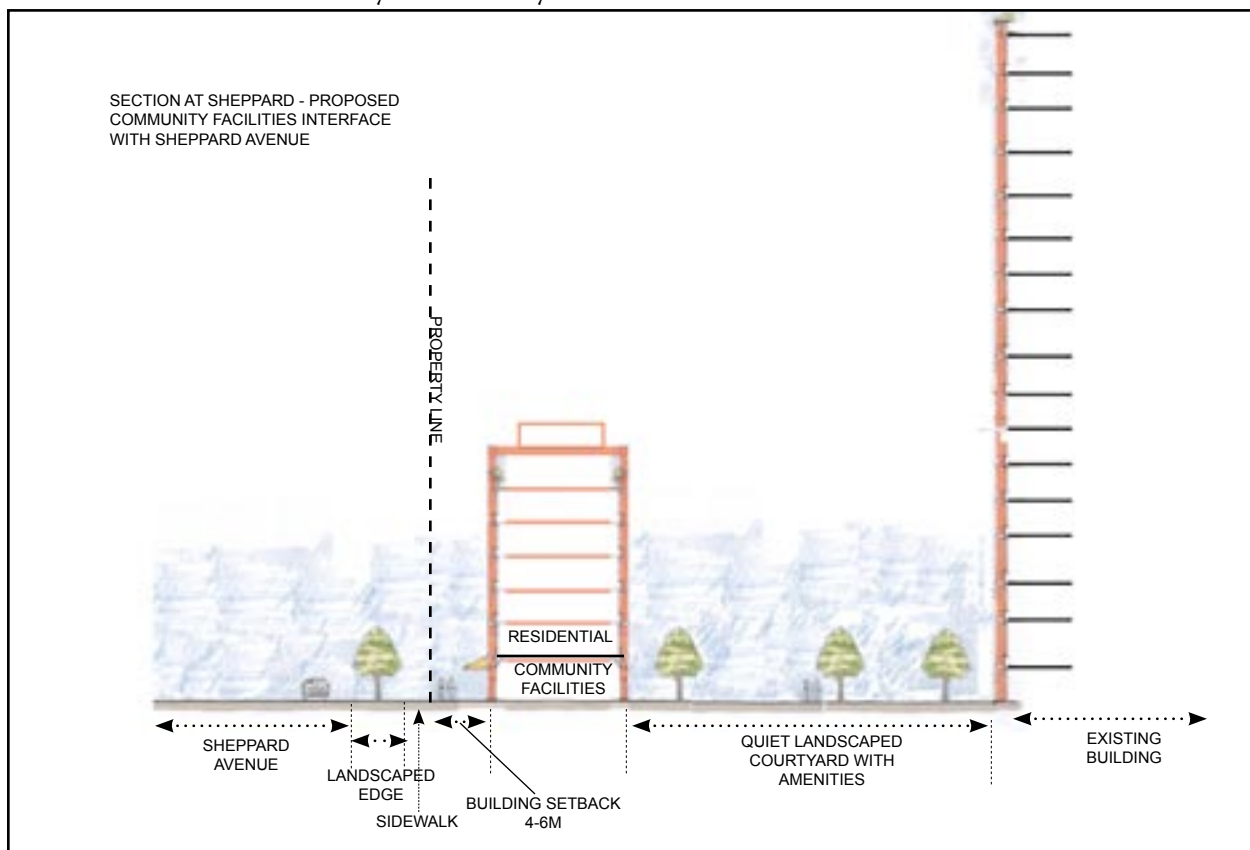 SECTION AT SHEPPARD - PROPOSED
COMMUNITY FACILITIES INTERFACE
WITH SHEPPARD AVENUE
PROPERTY LINE
RESIDENTIAL
COMMUNITY
FACILITIES
SHEPPARD
AVENUE
LANDSCAPED
EDGE
SIDEWALK
BUILDING SETBACK
4-6M
QUIET LANDSCAPED
COURTYARD WITH
AMENITIES
EXISTING
BUILDING